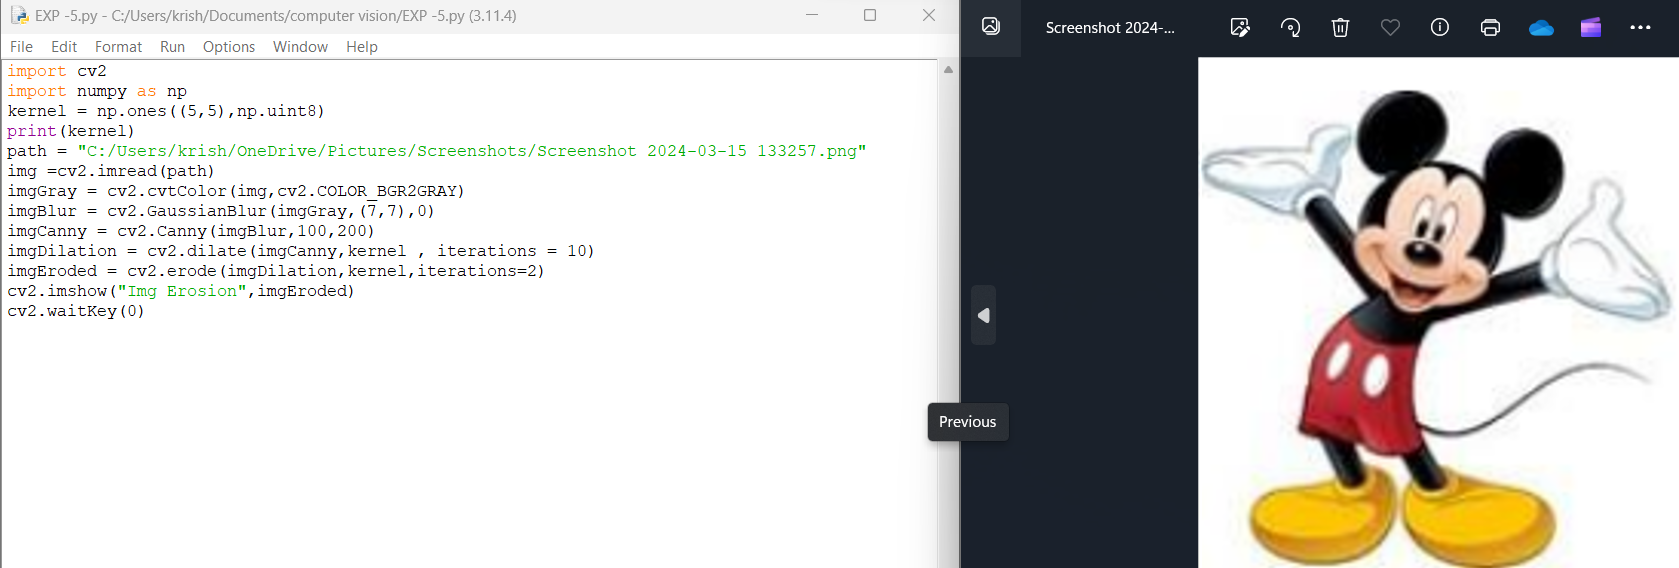 EXP -5.py - C:/Users/krish/Documents/computer vision/EXP -5.py (3.11.4)
File Edit Format Run Options Window Help
import cv2
import numpy as np
kernel = np.ones((5,5),np.uint8)
print(kernel)
path = "C:/Users/krish/OneDrive/Pictures/Screenshots/Screenshot 2024-03-15 133257.png"
img =cv2.imread(path)
imgGray = cv2.cvtColor(img,cv2.COLOR_BGR2GRAY)
imgBlur = cv2.GaussianBlur(imgGray,(7,7),0)
imgCanny = cv2.Canny(imgBlur,100,200)
imgDilation = cv2.dilate(imgCanny,kernel , iterations = 10)
imgEroded = cv2.erode(imgDilation,kernel,iterations=2)
cv2.imshow("Img Erosion",imgEroded)
cv2.waitKey(0)
Screenshot 2024-...
Previous